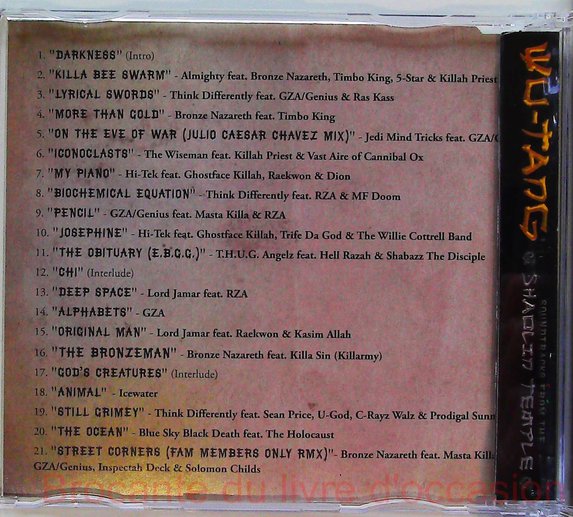 1. "DARKNESS" (Intro)
2. "KILLA BEE SWARM" - Almighty feat. Bronze Nazareth, Timbo King, 5-Star & Killah Priest
3. "LYRICAL SWORDS" - Think Differently feat. GZA/Genius & Ras Kass
4. "MORE THAN GOLD" - Bronze Nazareth feat. Timbo King
5. "ON THE EVE OF WAR (JULIO CAESAR CHAVEZ MIX)" - Jedi Mind Tricks feat. GZA/G
6. "ICONOCLASTS" - The Wiseman feat. Killah Priest & Vast Aire of Cannibal Ox
7. "MY PIANO" - Hi-Tek feat. Ghostface Killah, Raekwon & Dion
8. "BIOCHEMICAL EQUATION" - Think Differently feat. RZA & MF Doom
9. "PENCIL" - GZA/Genius feat. Masta Killa & RZA
10. "JOSEPHINE" - Hi-Tek feat. Ghostface Killah, Trife Da God & The Willie Cottrell Band
11. "THE OBITUARY (E.B.G.G.)" - T.H.U.G. Angelz feat. Hell Razah & Shabazz The Disciple
12. "CHI" (Interlude)
13. "DEEP SPACE" - Lord Jamar feat. RZA
14. "ALPHABETS" - GZA
15. "ORIGINAL MAN" - Lord Jamar feat. Raekwon & Kasim Allah
16. "THE BRONZEMAN" - Bronze Nazareth feat. Killa Sin (Killarmy)
17. "GOD'S CREATURES" (Interlude)
18. "ANIMAL" - Icewater
19. "STILL GRIMEY" - Think Differently feat. Sean Price, U-God, C-Rayz Walz & Prodigal Sunn
20. "THE OCEAN" - Blue Sky Black Death feat. The Holocaust
21. "STREET CORNERS (FAM MEMBERS ONLY RMX)"- Bronze Nazareth feat. Masta Kill
GZA/Genius, Inspectah Deck & Solomon Childs
WU-TANG
SOUNDTRACKS FROM THE
SHAOLIN TEMPLE
Brocante du livre d'occasion